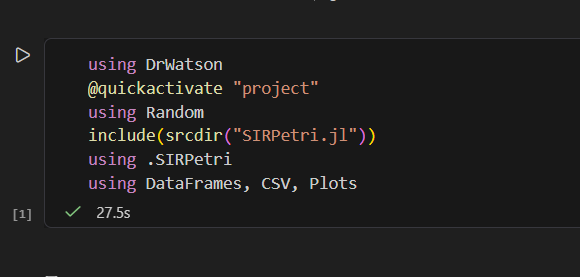 using DrWatson
@quickactivate "project"
using Random
include(srcdir("SIRPetri.jl"))
using .SIRPetri
using DataFrames, CSV, Plots
[1]
27.5s